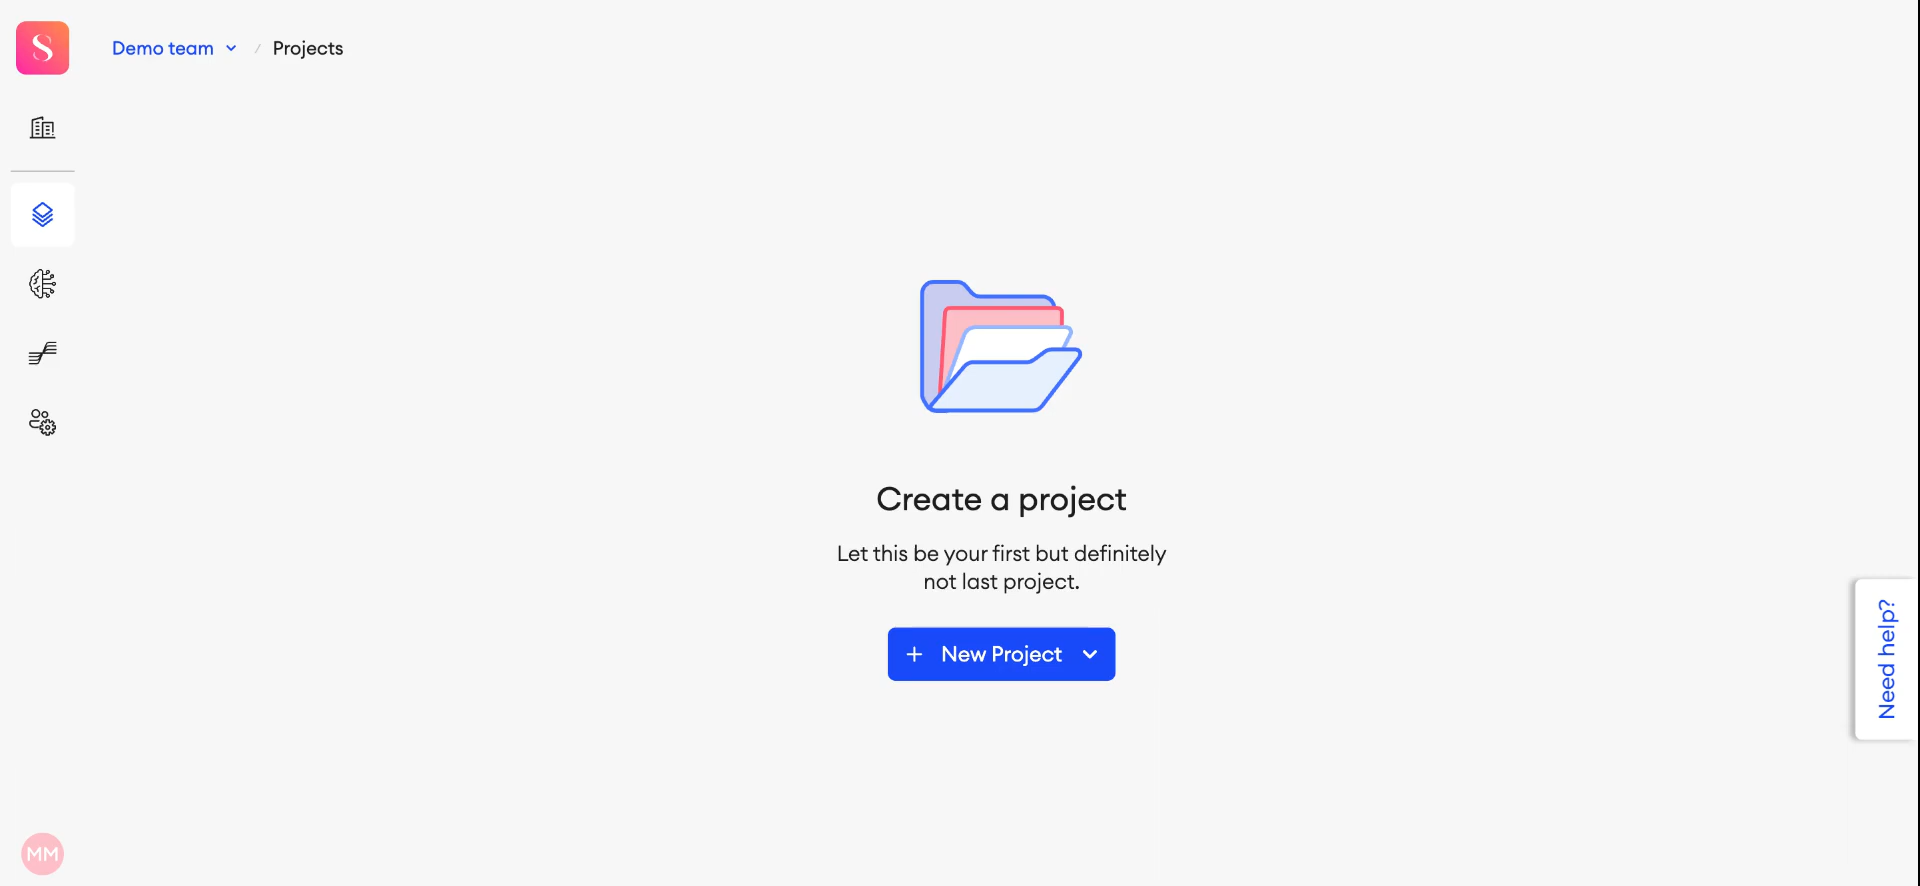 S
Demo team / Projects
Create a project
Let this be your first but definitely
not last project.
+ New Project
Need help?
MM